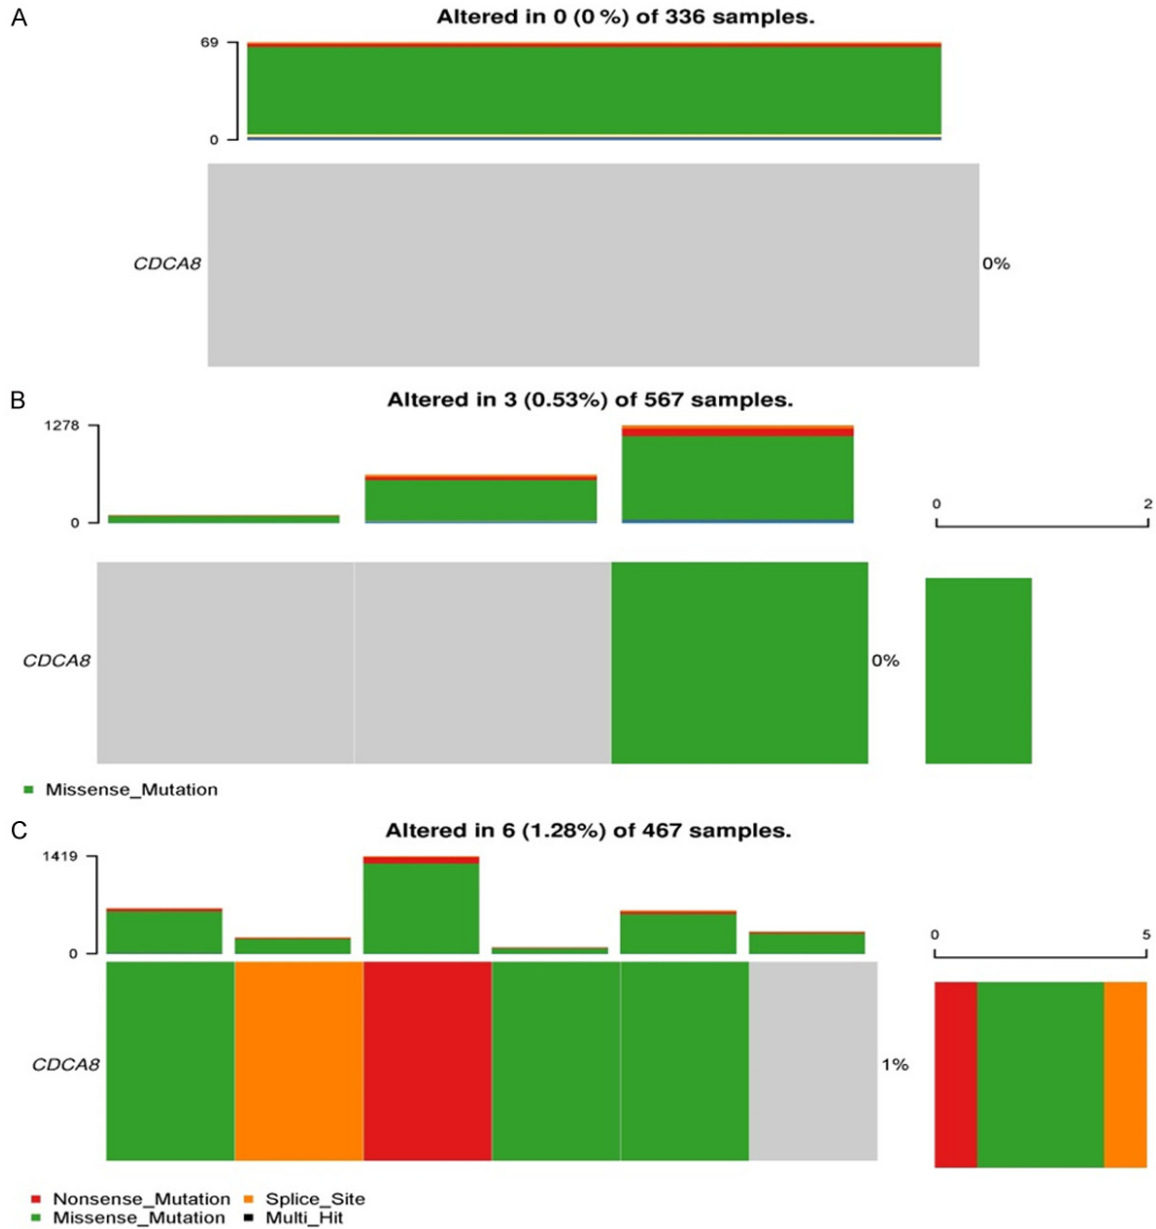 A
Altered in 0 (0 %) of 336 samples.
69
0
CDCA8
0%
B
Altered in 3 (0.53%) of 567 samples.
1278
0
0 2
CDCA8
0%
Missense_Mutation
C
Altered in 6 (1.28%) of 467 samples.
1419
0
0 5
CDCA8
1%
Nonsense_Mutation Splice_Site
Missense_Mutation Multi_Hit